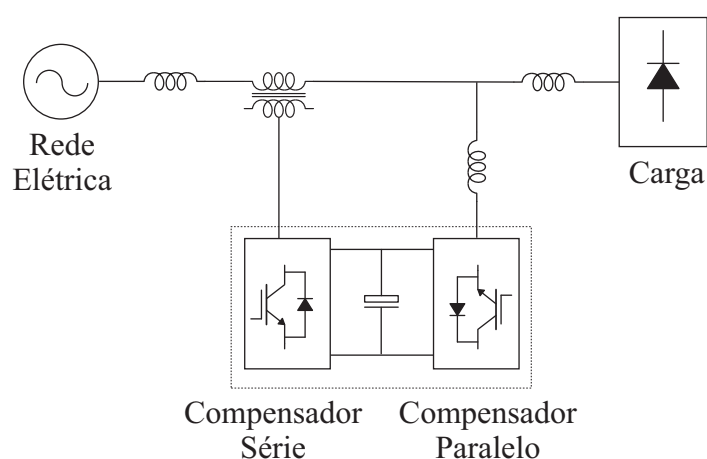 Rede
Elétrica
Carga
Compensador
Série
Compensador
Paralelo